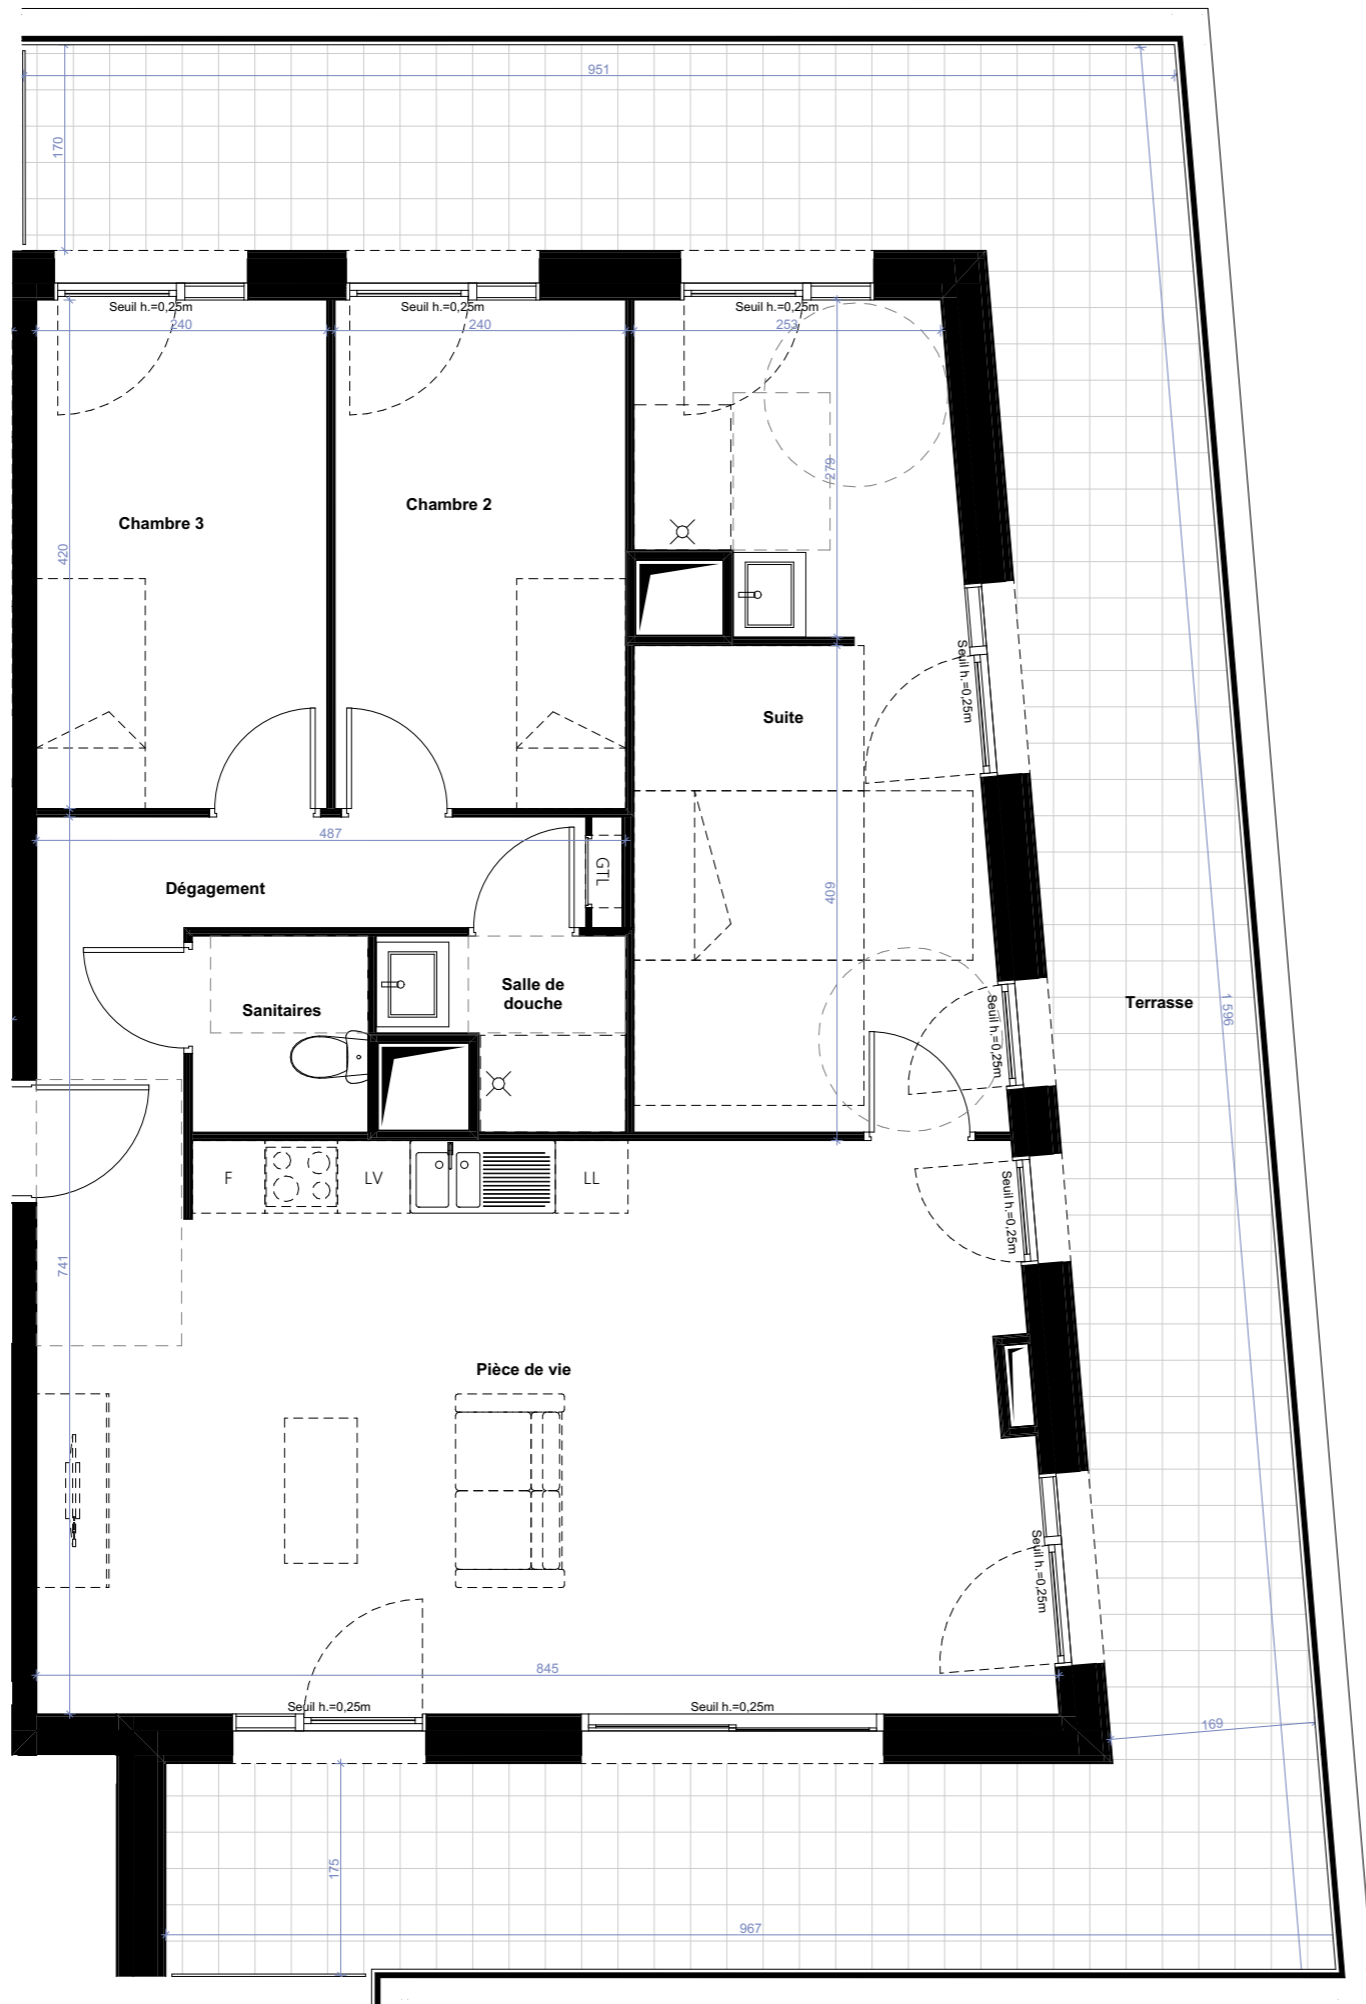 951
170
Seuil h.=0,25m
Seuil h.=0,25m
Seuil h.=0,25m
240
240
253
279
Chambre 2
Chambre 3
420
Seuil h.=0,25m
Suite
487
GTL
Dégagement
409
Salle de
douche
Sanitaires
Terrasse
1 596
Seuil h.=0,25m
F
LV
LL
Seuil h.=0,25m
741
Pièce de vie
Seuil h.=0,25m
845
Seuil h.=0,25m
Seuil h.=0,25m
169
175
967